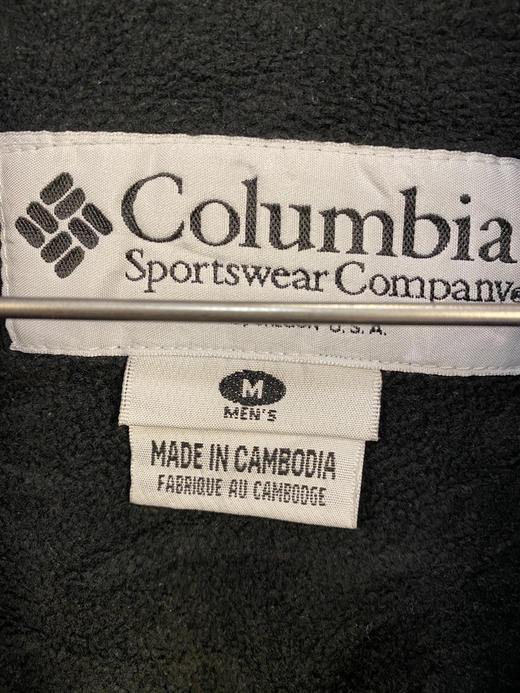 Columbia
Sportswear Company
U.S.A.
M
MEN'S
MADE IN CAMBODIA
FABRIQUE AU CAMBODGE